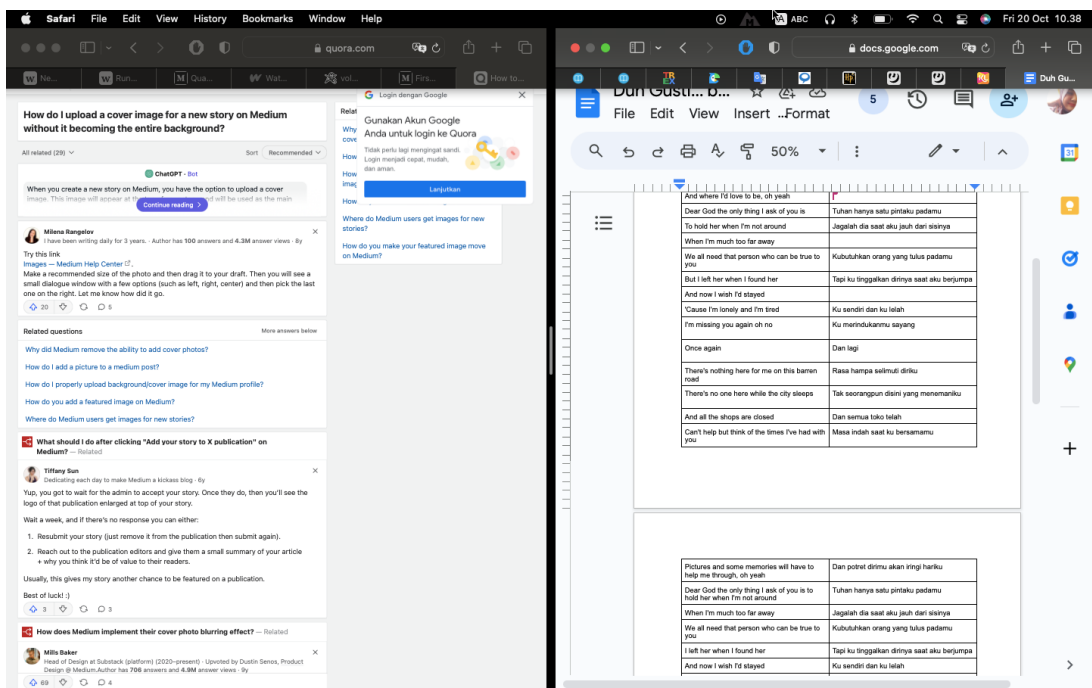 Safari File Edit View History Bookmarks Window Help
ABC
Fri 20 Oct 10.38
quora.com
Ne...
Run...
Qua...
Wat...
vol...
Firs...
How to...
How do I upload a cover image for a new story on Medium
without it becoming the entire background?
All related (29)
Sort Recommended
ChatGPT · Bot
When you create a new story on Medium, you have the option to upload a cover
Continue reading
Milena Rangelov
I have been writing daily for 3 years. · Author has 100 answers and 4.3M answer views · 8y
Try this link
Images — Medium Help Center
Make a recommended size of the photo and then drag it to your draft. Then you will see a
small dialogue window with a few options (such as left, right, center) and then pick the last
one on the right. Let me know how did it go.
20
5
Related questions
More answers below
Why did Medium remove the ability to add cover photos?
How do I add a picture to a medium post?
How do I properly upload background/cover image for my Medium profile?
How do you add a featured image on Medium?
Where do Medium users get images for new stories?
What should I do after clicking "Add your story to X publication" on
Medium? — Related
Tiffany Sun
Dedicating each day to make Medium a kickass blog · 6y
Yup, you got to wait for the admin to accept your story. Once they do, then you'll see the
logo of that publication enlarged at top of your story.
Wait a week, and if there's no response you can either:
1. Resubmit your story (just remove it from the publication then submit again).
2. Reach out to the publication editors and give them a small summary of your article
+ why you think it'd be of value to their readers.
Usually, this gives my story another chance to be featured on a publication.
Best of luck! :)
3
3
How does Medium implement their cover photo blurring effect? — Related
Mills Baker
Head of Design at Substack (platform) (2020–present) · Upvoted by Dustin Senos, Product
Design @ Medium.Author has 706 answers and 4.9M answer views · 9y
69
4
Login dengan Google
Gunakan Akun Google
Anda untuk login ke Quora
Tidak perlu lagi mengingat sandi.
Login menjadi cepat, mudah,
dan aman.
Lanjutkan
Relat
Why
cove
How
How
imag
How
Where do Medium users get images for new
stories?
How do you make your featured image move
on Medium?
docs.google.com
Duh Gu...
Duh Gusti... b...
File Edit View Insert ..Format
5
50%
31
And where I'd love to be, oh yeah
Dear God the only thing I ask of you is
Tuhan hanya satu pintaku padamu
To hold her when I'm not around
Jagalah dia saat aku jauh dari sisinya
When I'm much too far away
We all need that person who can be true to
you
Kubutuhkan orang yang tulus padamu
But I left her when I found her
Tapi ku tinggalkan dirinya saat aku berjumpa
And now I wish I'd stayed
'Cause I'm lonely and I'm tired
Ku sendiri dan ku lelah
I'm missing you again oh no
Ku merindukanmu sayang
Once again
Dan lagi
There's nothing here for me on this barren
road
Rasa hampa selimuti diriku
There's no one here while the city sleeps
Tak seorangpun disini yang menemaniku
And all the shops are closed
Dan semua toko telah
Can't help but think of the times I've had with
you
Masa indah saat ku bersamamu
Pictures and some memories will have to
help me through, oh yeah
Dan potret dirimu akan iringi hariku
Dear God the only thing I ask of you is to
hold her when I'm not around
Tuhan hanya satu pintaku padamu
When I'm much too far away
Jagalah dia saat aku jauh dari sisinya
We all need that person who can be true to
you
Kubutuhkan orang yang tulus padamu
I left her when I found her
Tapi ku tinggalkan dirinya saat aku berjumpa
And now I wish I'd stayed
Ku sendiri dan ku lelah